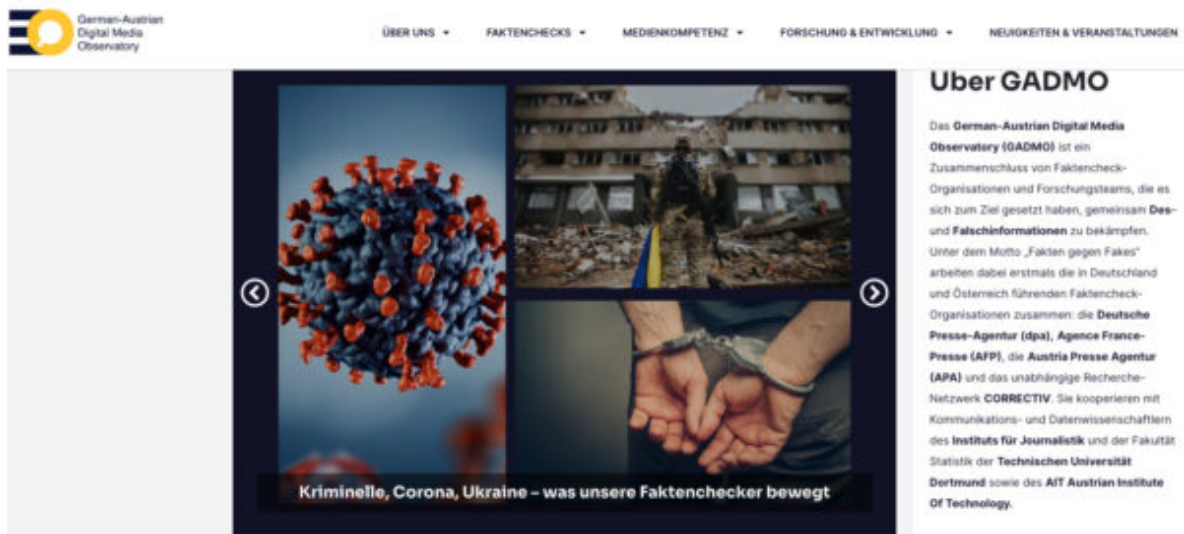 German-Austrian
Digital Media
Observatory
ÜBER UNS
FAKTENCHECKS
MEDIENKOMPETENZ
FORSCHUNG & ENTWICKLUNG
NEUIGKEITEN & VERANSTALTUNGEN
Über GADMO
Das German-Austrian Digital Media
Observatory (GADMO) ist ein
Zusammenschluss von Faktencheck-
Organisationen und Forschungsteams, die es
sich zum Ziel gesetzt haben, gemeinsam Des-
und Falschinformationen zu bekämpfen.
Unter dem Motto „Fakten gegen Fakes"
arbeiten dabei erstmals die in Deutschland
und Österreich führenden Faktencheck-
Organisationen zusammen: die Deutsche
Presse-Agentur (dpa), Agence France-
Presse (AFP), die Austria Presse Agentur
(APA) und das unabhängige Recherche-
Netzwerk CORRECTIV. Sie kooperieren mit
Kommunikations- und Datenwissenschaftlern
des Instituts für Journalistik und der Fakultät
Statistik der Technischen Universität
Dortmund sowie des AIT Austrian Institute
Of Technology.
Kriminelle, Corona, Ukraine – was unsere Faktenchecker bewegt